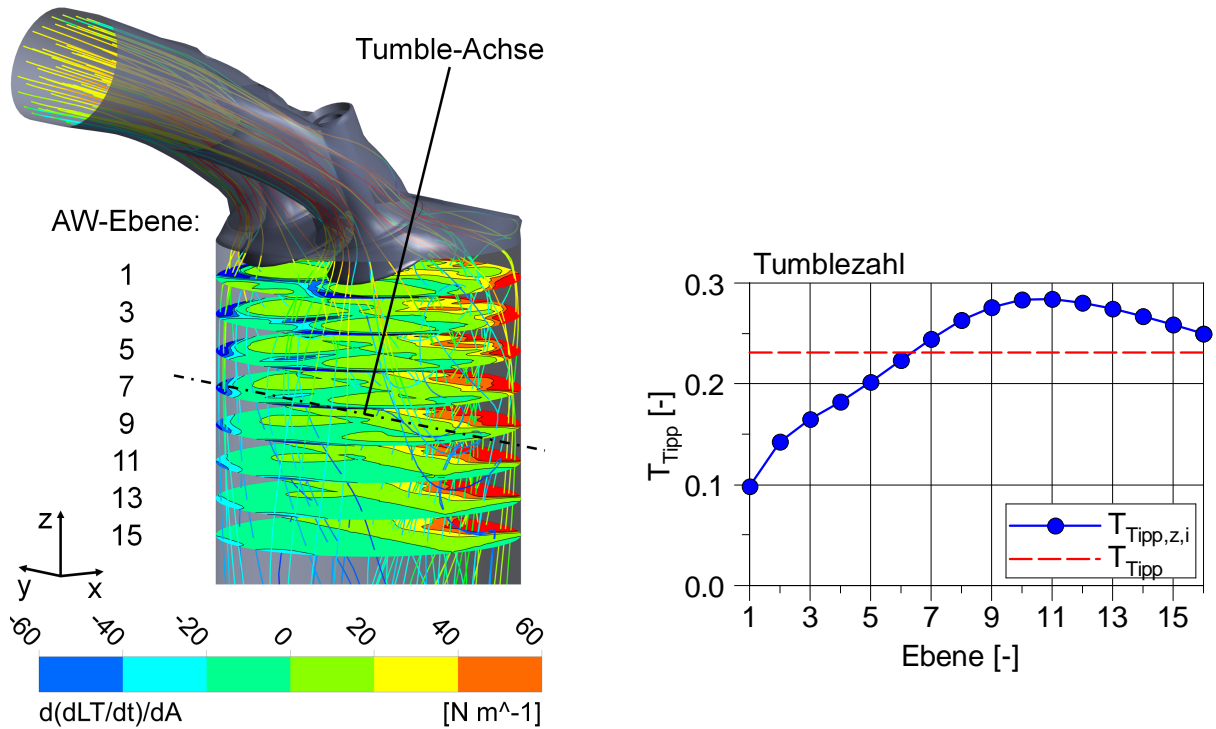 Tumble-Achse
AW-Ebene:
1
3
5
7
9
11
13
15
z
y
x
-60
-40
-20
0
20
40
60
d(dLT/dt)/dA
[N m^-1]
Tumblezahl
0.3
0.2
0.1
0.0
T_Tipp [-]
1
3
5
7
9
11
13
15
Ebene [-]
T_Tipp,z,i
T_Tipp